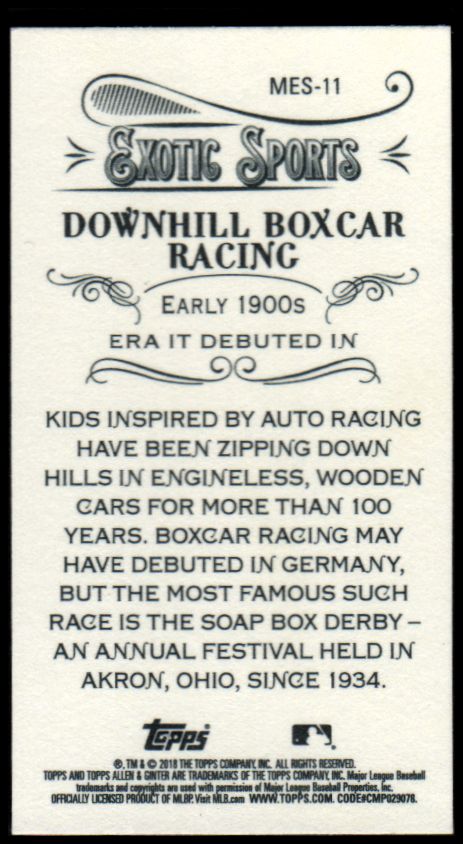 MES-11
EXOTIC SPORTS
DOWNHILL BOXCAR
RACING
EARLY 1900S
ERA IT DEBUTED IN
KIDS INSPIRED BY AUTO RACING
HAVE BEEN ZIPPING DOWN
HILLS IN ENGINELESS, WOODEN
CARS FOR MORE THAN 100
YEARS. BOXCAR RACING MAY
HAVE DEBUTED IN GERMANY,
BUT THE MOST FAMOUS SUCH
RACE IS THE SOAP BOX DERBY –
AN ANNUAL FESTIVAL HELD IN
AKRON, OHIO, SINCE 1934.
Topps
®, TM & © 2018 THE TOPPS COMPANY, INC. ALL RIGHTS RESERVED.
TOPPS AND TOPPS ALLEN & GINTER ARE TRADEMARKS OF THE TOPPS COMPANY, INC. Major League Baseball
trademarks and copyrights are used with permission of Major League Baseball Properties, Inc.
OFFICIALLY LICENSED PRODUCT OF MLBP. Visit MLB.com WWW.TOPPS.COM. CODE#CMP029078.